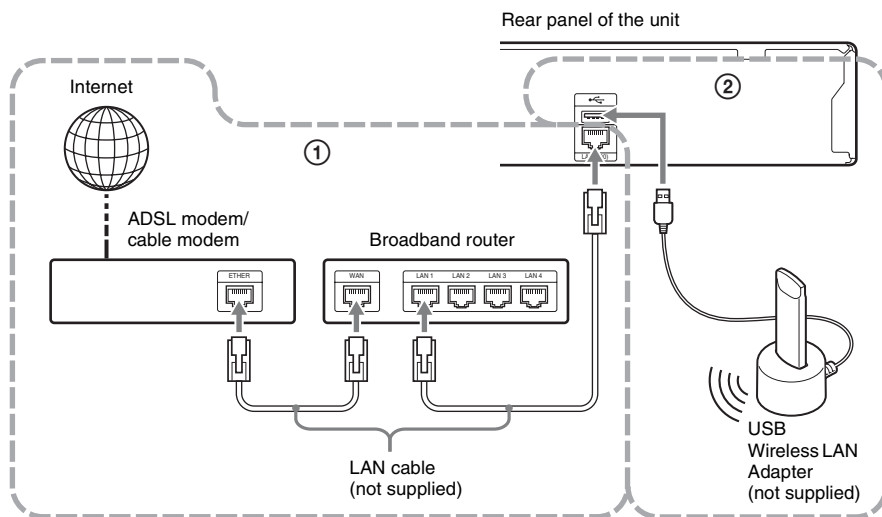 Rear panel of the unit
Internet
①
②
ADSL modem/
cable modem
Broadband router
ETHER
WAN
LAN 1
LAN 2
LAN 3
LAN 4
LAN cable
(not supplied)
USB
Wireless LAN
Adapter
(not supplied)